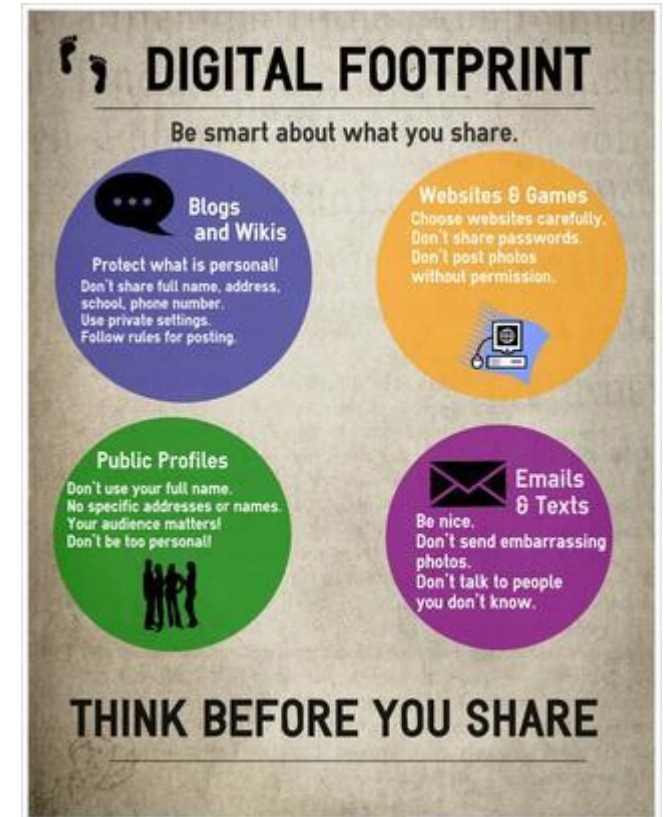 DIGITAL FOOTPRINT
Be smart about what you share.
Blogs
and Wikis
Protect what is personal!
Don't share full name, address,
school, phone number.
Use private settings.
Follow rules for posting.
Websites & Games
Choose websites carefully.
Don't share passwords.
Don't post photos
without permission.
Public Profiles
Don't use your full name.
No specific addresses or names.
Your audience matters!
Don't be too personal!
Emails
& Texts
Be nice.
Don't send embarrassing
photos.
Don't talk to people
you don't know.
THINK BEFORE YOU SHARE